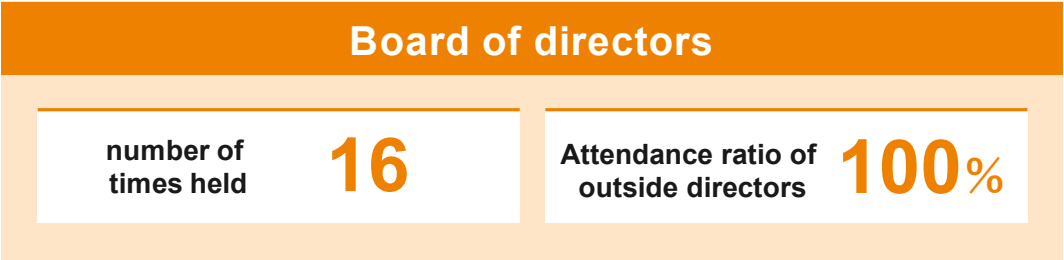 Board of directors
number of
times held
16
Attendance ratio of
outside directors
100%